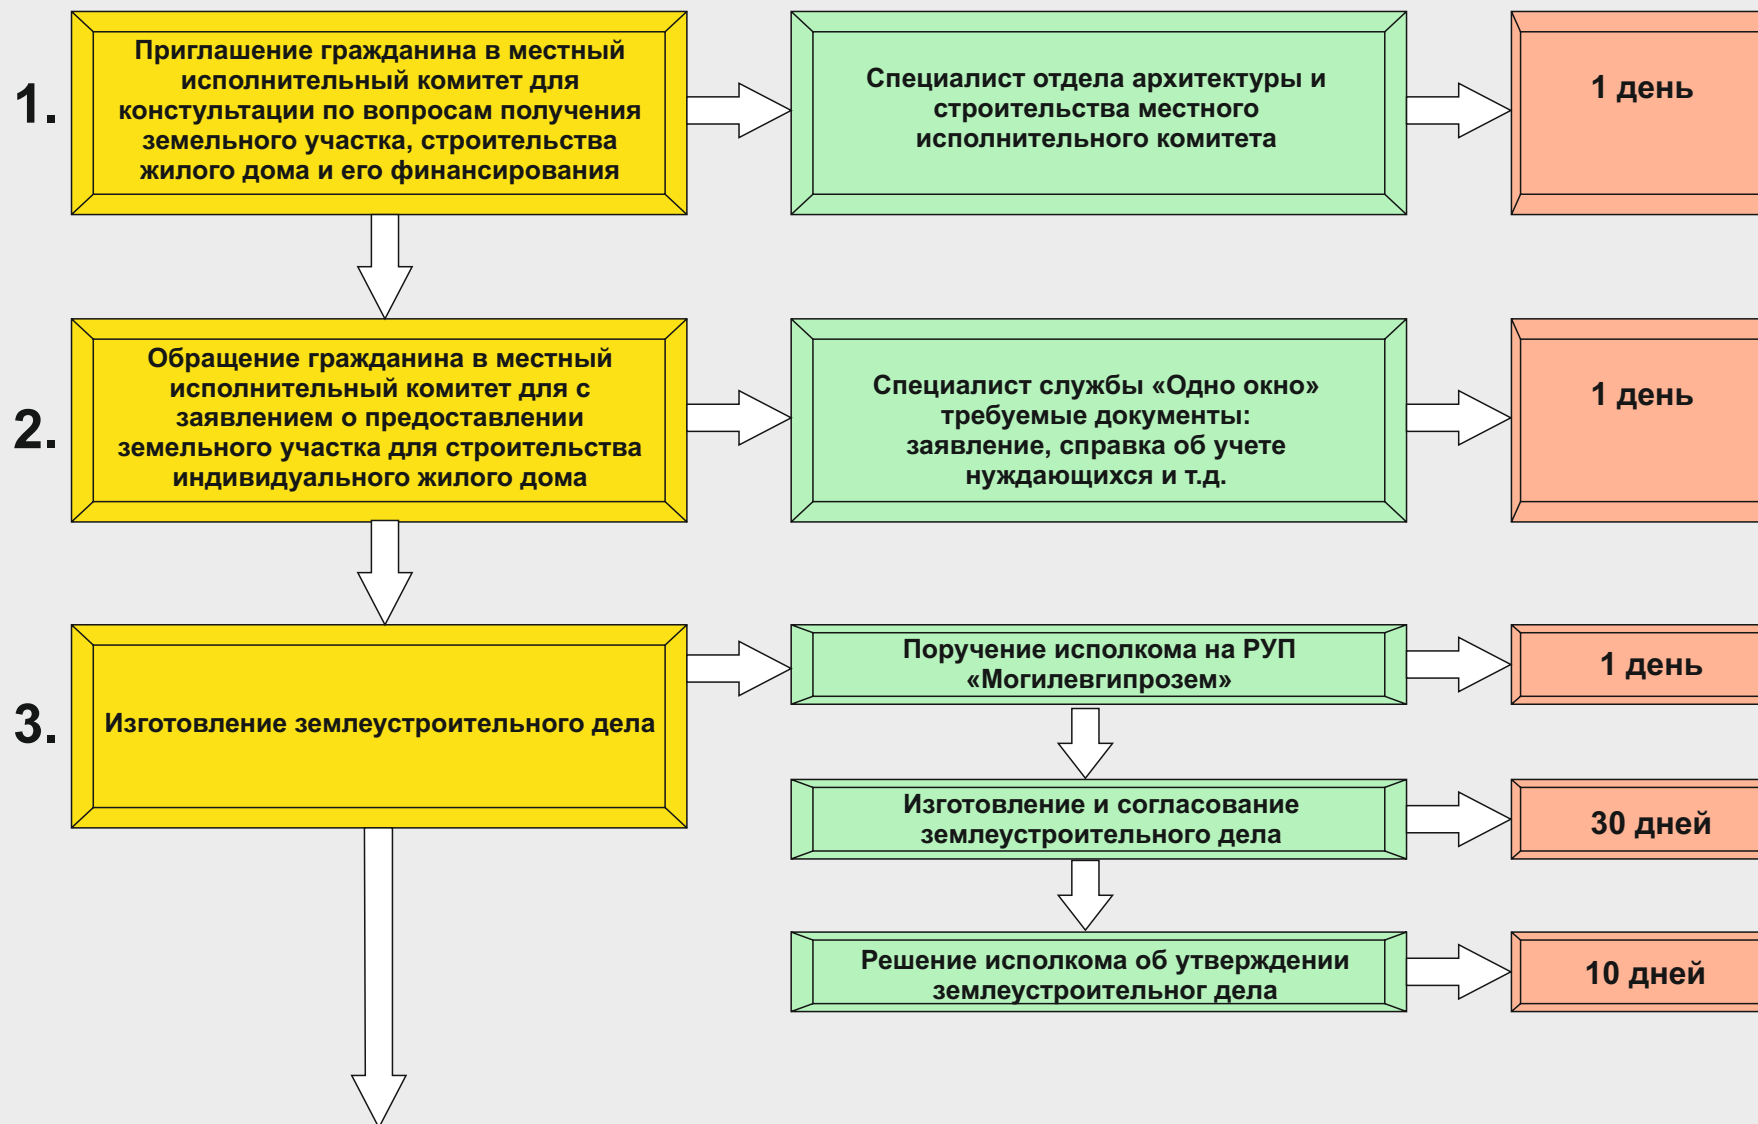 1.
Приглашение гражданина в местный
исполнительный комитет для
констультации по вопросам получения
земельного участка, строительства
жилого дома и его финансирования
Специалист отдела архитектуры и
строительства местного
исполнительного комитета
1 день
2.
Обращение гражданина в местный
исполнительный комитет для с
заявлением о предоставлении
земельного участка для строительства
индивидуального жилого дома
Специалист службы «Одно окно»
требуемые документы:
заявление, справка об учете
нуждающихся и т.д.
1 день
3.
Изготовление землеустроительного дела
Поручение исполкома на РУП
«Могилевгипрозем»
1 день
Изготовление и согласование
землеустроительного дела
30 дней
Решение исполкома об утверждении
землеустроительног дела
10 дней